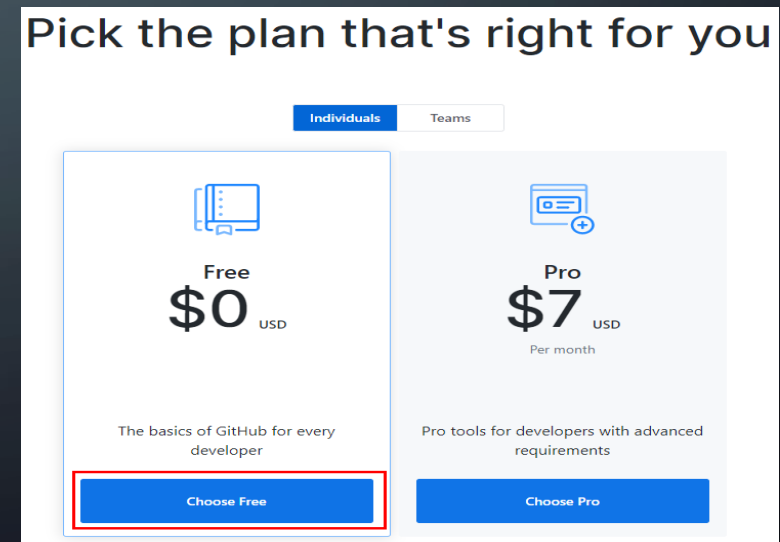 Pick the plan that's right for you
Individuals
Teams
Free
$0 USD
The basics of GitHub for every
developer
Choose Free
Pro
$7 USD
Per month
Pro tools for developers with advanced
requirements
Choose Pro